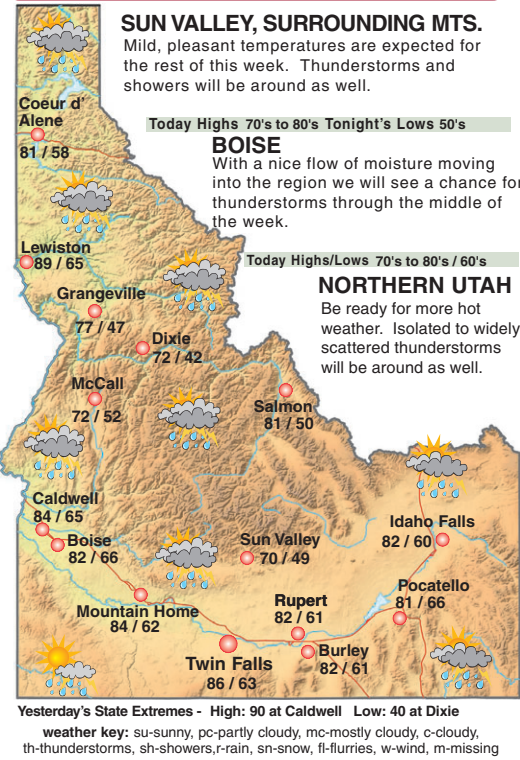 SUN VALLEY, SURROUNDING MTS.
Mild, pleasant temperatures are expected for
the rest of this week. Thunderstorms and
showers will be around as well.
Today Highs 70's to 80's Tonight's Lows 50's
BOISE
With a nice flow of moisture moving
into the region we will see a chance for
thunderstorms through the middle of
the week.
Today Highs/Lows 70's to 80's / 60's
NORTHERN UTAH
Be ready for more hot
weather. Isolated to widely
scattered thunderstorms
will be around as well.
Coeur d'
Alene
81 / 58
Lewiston
89 / 65
Grangeville
77 / 47
Dixie
72 / 42
McCall
72 / 52
Salmon
81 / 50
Caldwell
84 / 65
Boise
82 / 66
Sun Valley
70 / 49
Idaho Falls
82 / 60
Mountain Home
84 / 62
Rupert
82 / 61
Pocatello
81 / 66
Twin Falls
86 / 63
Burley
82 / 61
Yesterday's State Extremes - High: 90 at Caldwell Low: 40 at Dixie
weather key: su-sunny, pc-partly cloudy, mc-mostly cloudy, c-cloudy,
th-thunderstorms, sh-showers,r-rain, sn-snow, fl-flurries, w-wind, m-missing